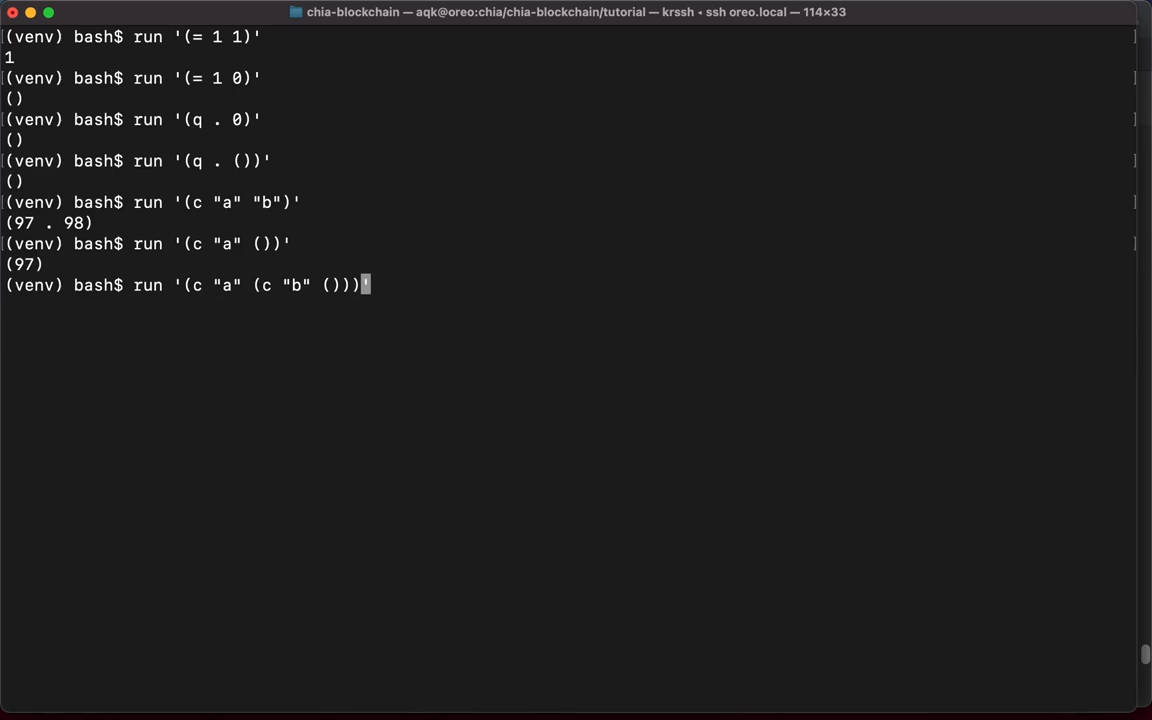 chia-blockchain — aqk@oreo:chia/chia-blockchain/tutorial — krssh ◂ ssh oreo.local — 114×33
(venv) bash$ run '(= 1 1)'
1
(venv) bash$ run '(= 1 0)'
()
(venv) bash$ run '(q . 0)'
()
(venv) bash$ run '(q . ())'
()
(venv) bash$ run '(c "a" "b")'
(97 . 98)
(venv) bash$ run '(c "a" ())'
(97)
(venv) bash$ run '(c "a" (c "b" ()))'